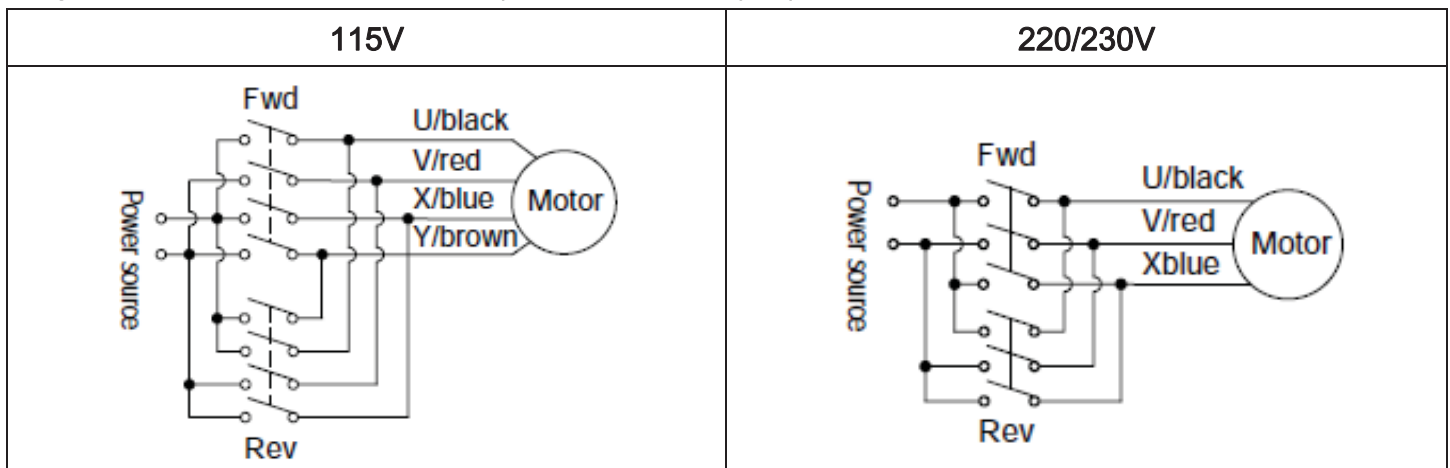 115V
220/230V
Fwd
U/black
V/red
X/blue
Y/brown
Motor
Power source
Rev
Fwd
U/black
V/red
Xblue
Motor
Power source
Rev